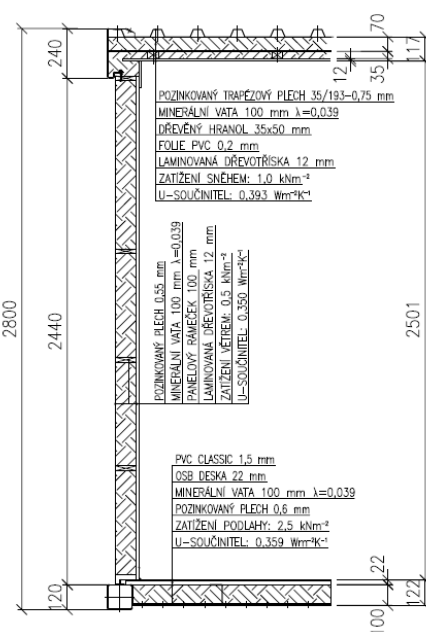 240
70
117
12
35
POZINKOVANÝ TRAPÉZOVÝ PLECH 35/193-0,75 mm
MINERÁLNÍ VATA 100 mm λ=0,039
DŘEVĚNÝ HRANOL 35x50 mm
FOLIE PVC 0,2 mm
LAMINOVANÁ DŘEVOTŘÍSKA 12 mm
ZATÍŽENÍ SNĚHEM: 1,0 kNm⁻²
U-SOUČINITEL: 0,393 Wm⁻²K⁻¹
2800
2440
2501
POZINKOVANÝ PLECH 0,55 mm
MINERÁLNÍ VATA 100 mm λ=0,039
PANELOVÝ RÁMEČEK 100 mm
LAMINOVANÁ DŘEVOTŘÍSKA 12 mm
ZATÍŽENÍ VĚTREM: 0,5 kNm⁻²
U-SOUČINITEL: 0,350 Wm⁻²K⁻¹
PVC CLASSIC 1,5 mm
OSB DESKA 22 mm
MINERÁLNÍ VATA 100 mm λ=0,039
POZINKOVANÝ PLECH 0,6 mm
ZATÍŽENÍ PODLAHY: 2,5 kNm⁻²
U-SOUČINITEL: 0,359 Wm⁻²K⁻¹
120
22
122
100